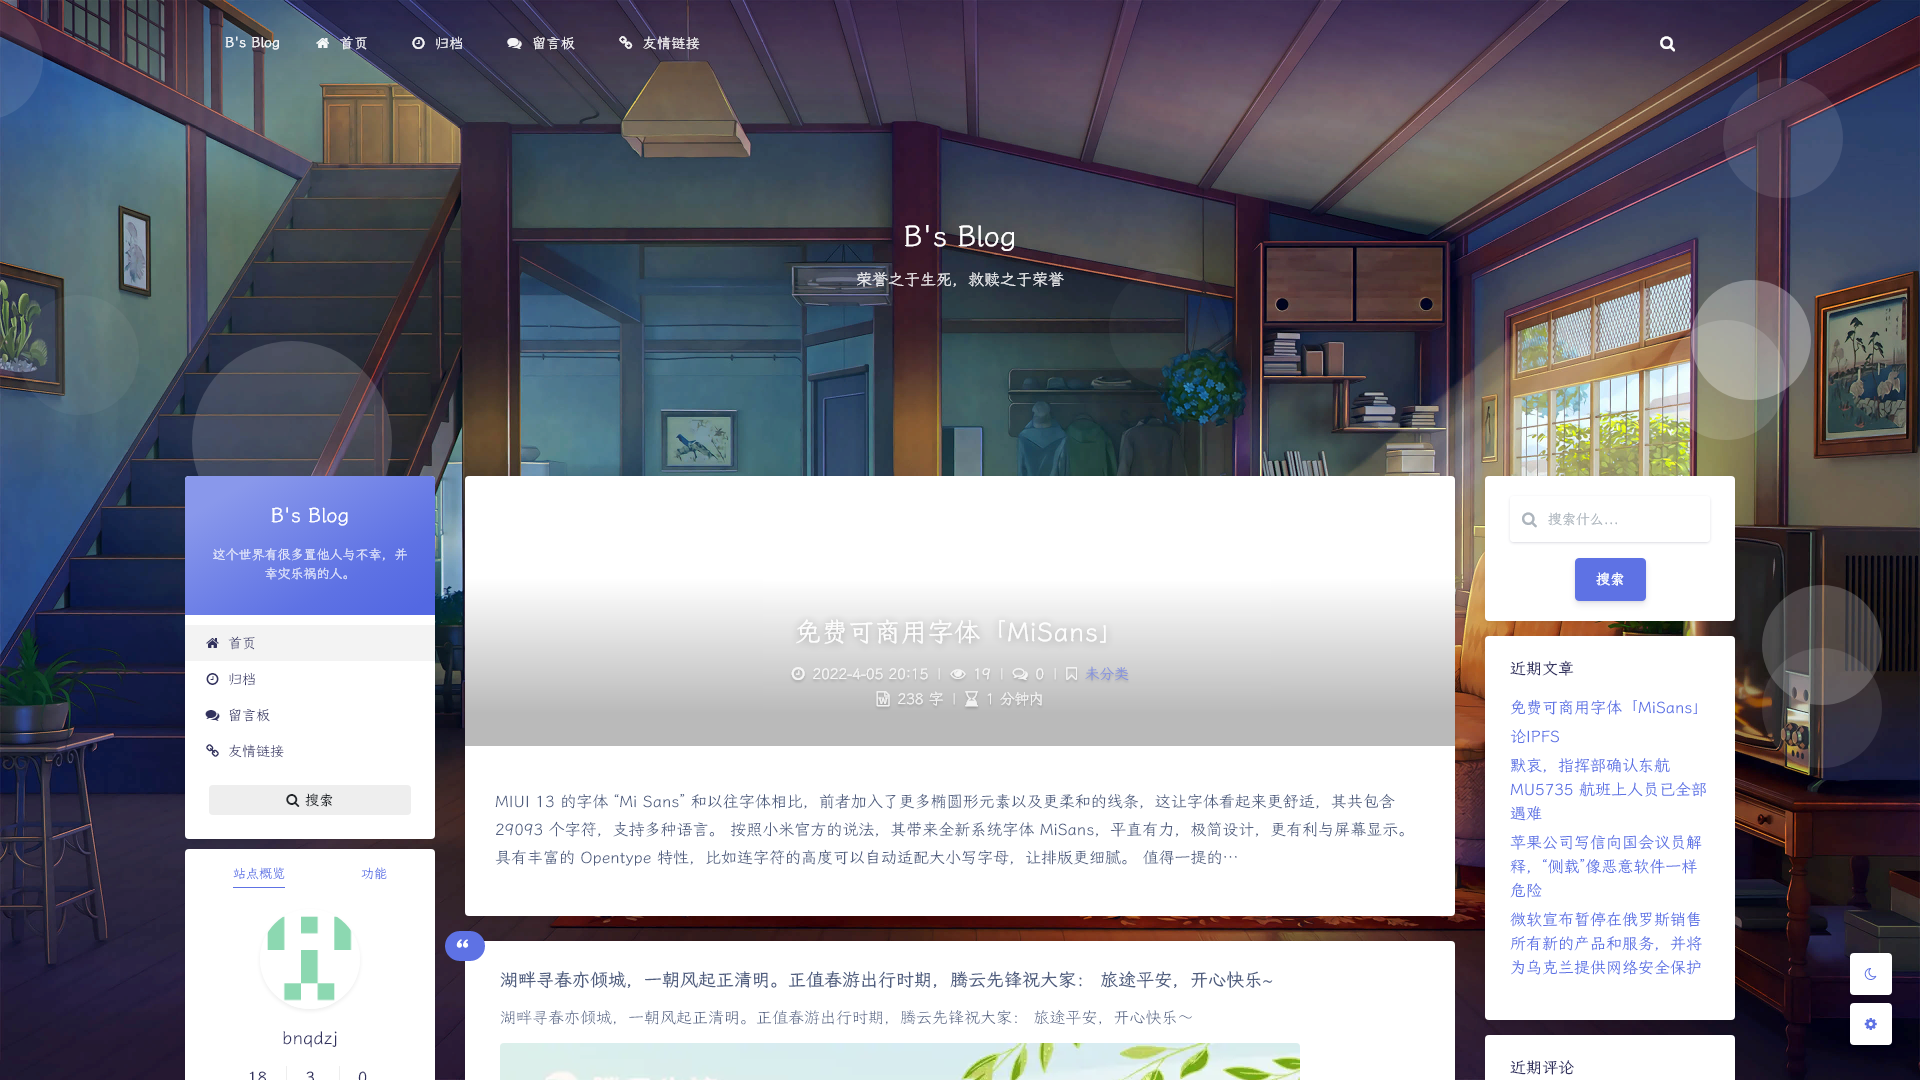 B's Blog 首页 归档 留言板 友情链接
B's Blog
荣誉之于生死，救赎之于荣誉
B's Blog
这个世界有很多置他人与不幸，并
幸灾乐祸的人。
首页
归档
留言板
友情链接
搜索
站点概览 功能
bnqdzj
18 3 0
免费可商用字体「MiSans」
2022-4-05 20:15 | 19 | 0 | 未分类
238 字 | 1 分钟内
MIUI 13 的字体 “Mi Sans” 和以往字体相比，前者加入了更多椭圆形元素以及更柔和的线条，这让字体看起来更舒适，其共包含
29093 个字符，支持多种语言。 按照小米官方的说法，其带来全新系统字体 MiSans，平直有力，极简设计，更有利与屏幕显示。
具有丰富的 Opentype 特性，比如连字符的高度可以自动适配大小写字母，让排版更细腻。 值得一提的…
湖畔寻春亦倾城，一朝风起正清明。正值春游出行时期，腾云先锋祝大家： 旅途平安，开心快乐~
湖畔寻春亦倾城，一朝风起正清明。正值春游出行时期，腾云先锋祝大家： 旅途平安，开心快乐～
搜索什么...
搜索
近期文章
免费可商用字体「MiSans」
论IPFS
默哀，指挥部确认东航
MU5735 航班上人员已全部
遇难
苹果公司写信向国会议员解
释，“侧载”像恶意软件一样
危险
微软宣布暂停在俄罗斯销售
所有新的产品和服务，并将
为乌克兰提供网络安全保护
近期评论